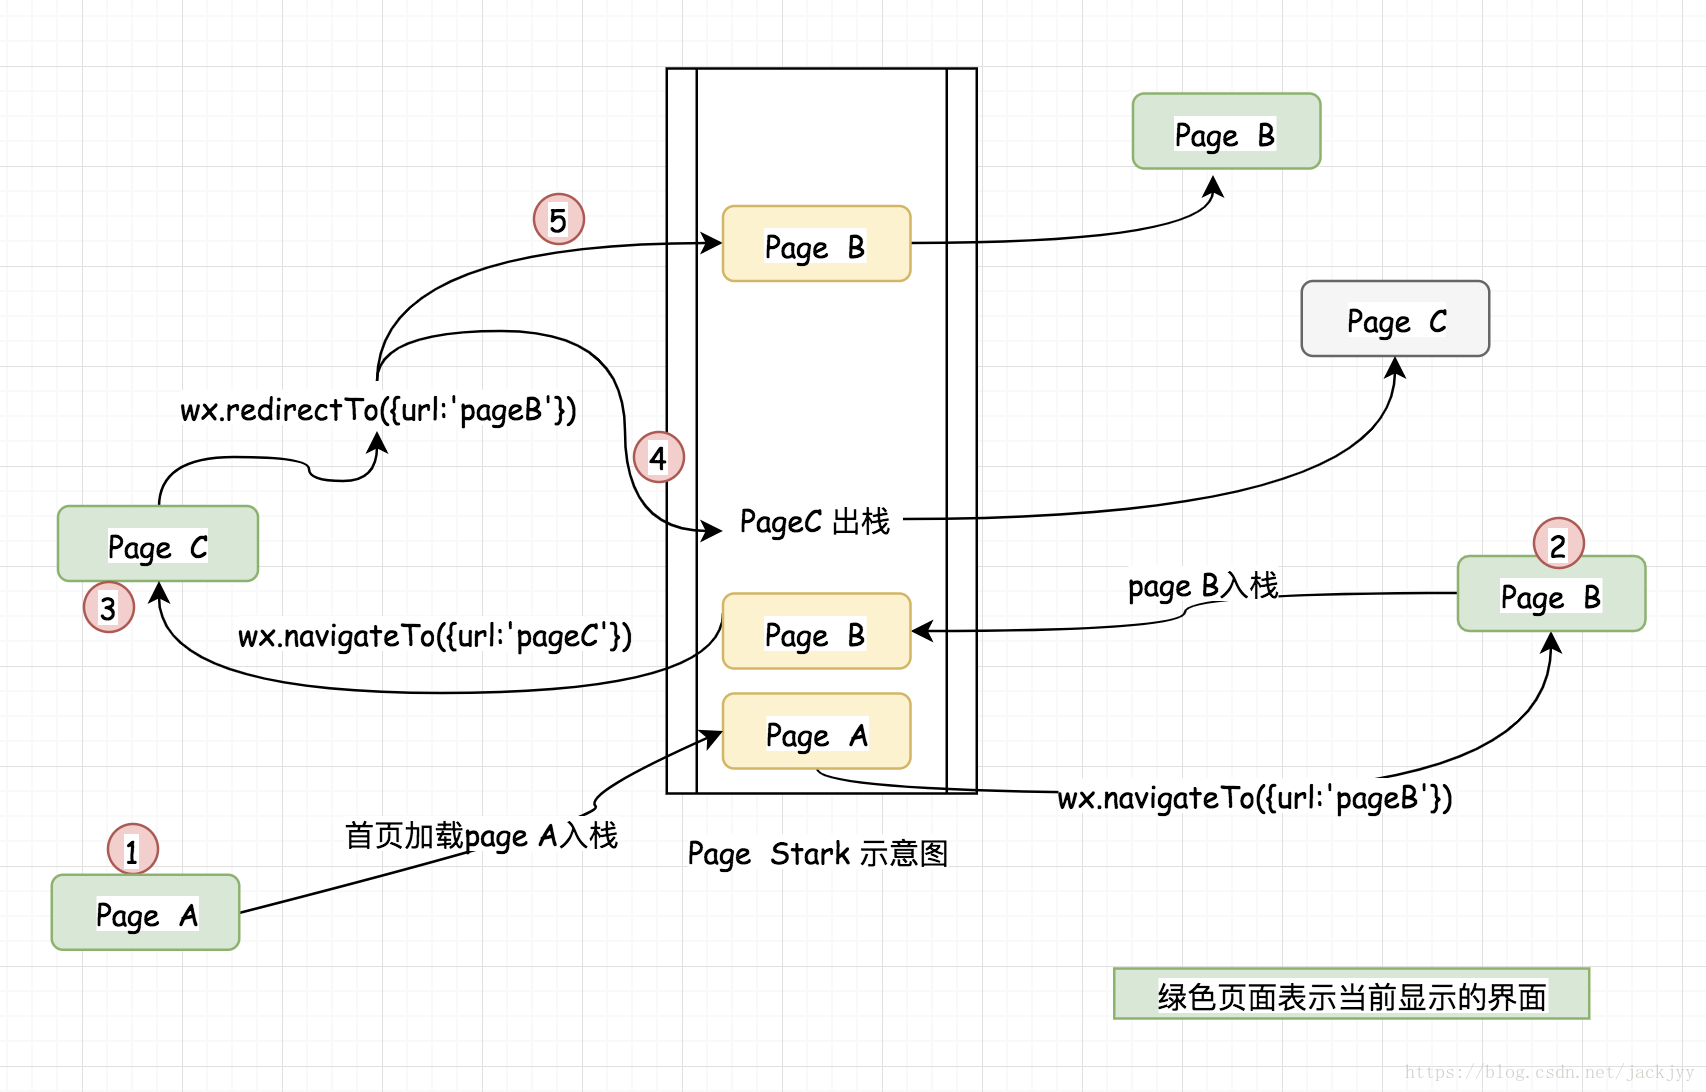 Page B
5
Page B
Page C
wx.redirectTo({url:'pageB'})
4
PageC 出栈
Page C
2
page B入栈
Page B
3
wx.navigateTo({url:'pageC'})
Page B
Page A
wx.navigateTo({url:'pageB'})
首页加载page A入栈
1
Page Stark 示意图
Page A
绿色页面表示当前显示的界面
https://blog.csdn.net/jackjyy